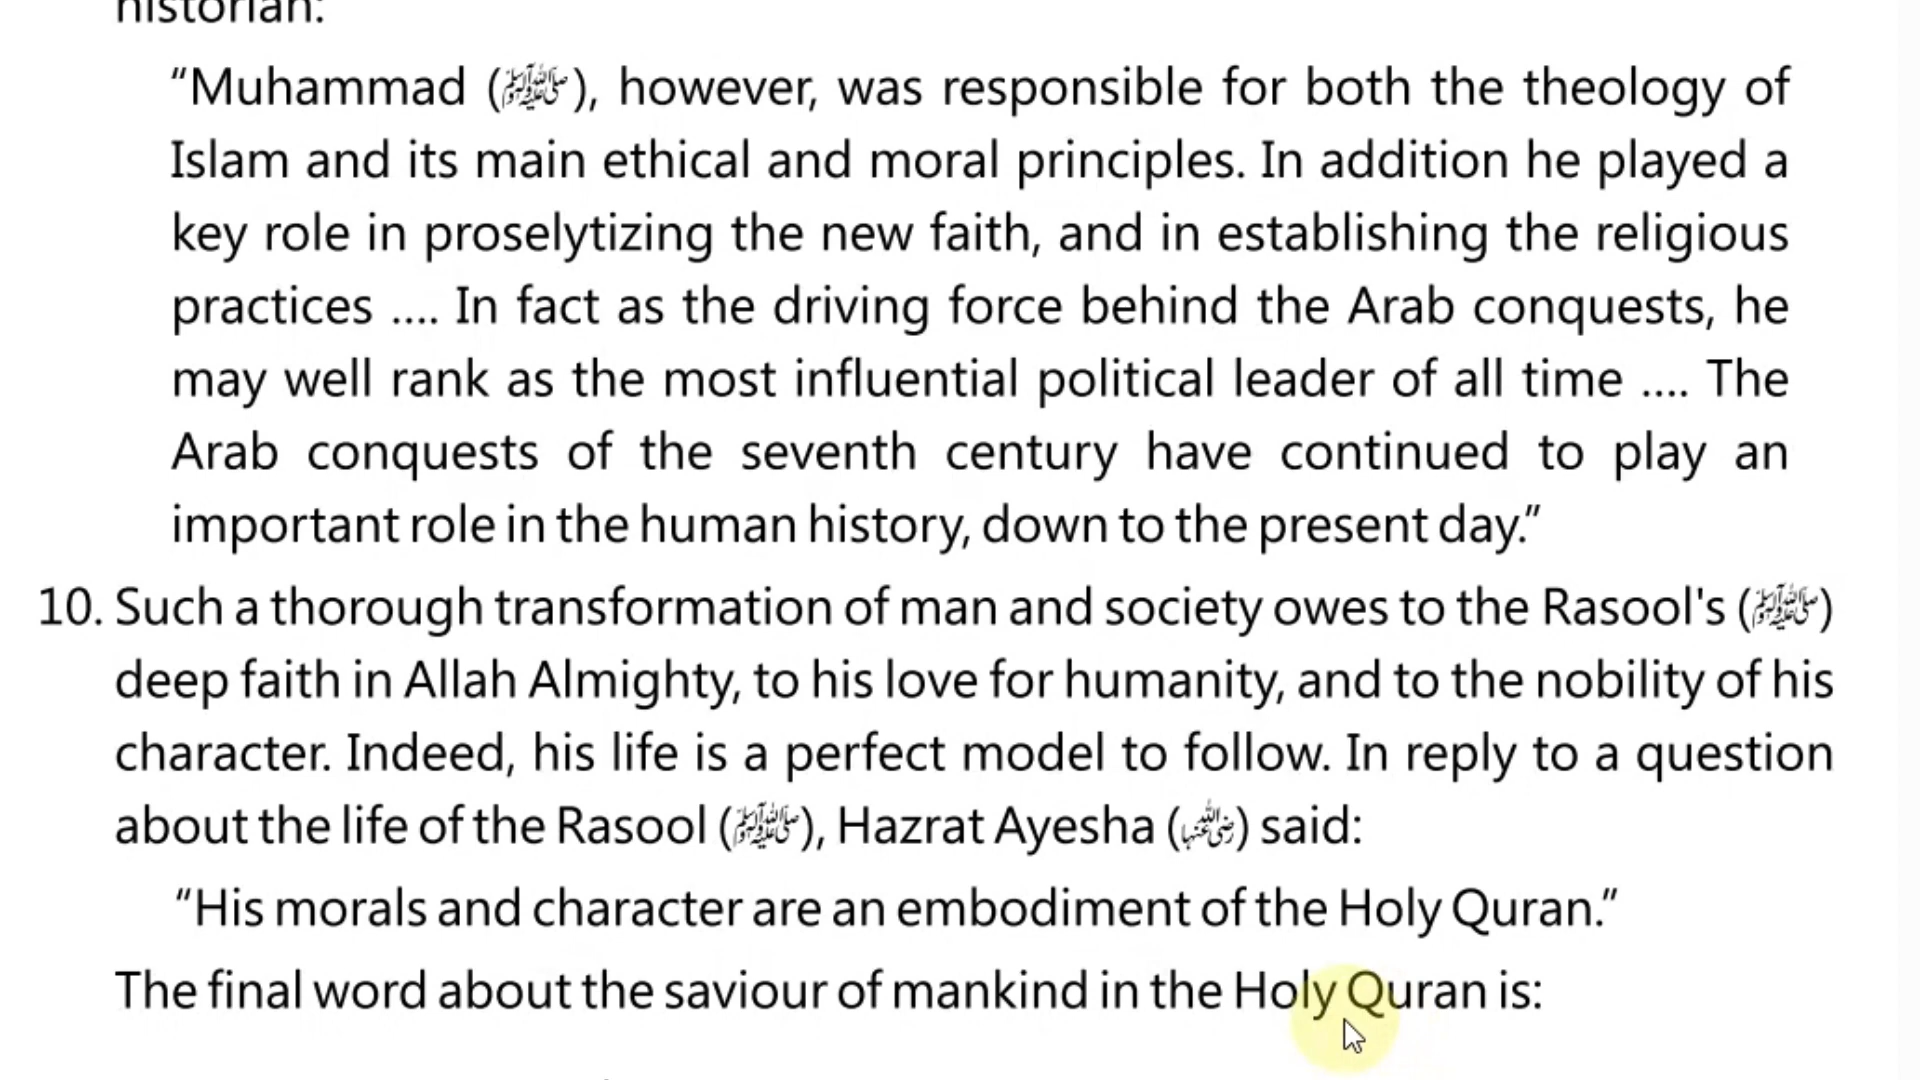 historian:
“Muhammad (ﷺ), however, was responsible for both the theology of
Islam and its main ethical and moral principles. In addition he played a
key role in proselytizing the new faith, and in establishing the religious
practices .... In fact as the driving force behind the Arab conquests, he
may well rank as the most influential political leader of all time .... The
Arab conquests of the seventh century have continued to play an
important role in the human history, down to the present day.”
10. Such a thorough transformation of man and society owes to the Rasool's (ﷺ)
deep faith in Allah Almighty, to his love for humanity, and to the nobility of his
character. Indeed, his life is a perfect model to follow. In reply to a question
about the life of the Rasool (ﷺ), Hazrat Ayesha (رضی اللہ عنہا) said:
“His morals and character are an embodiment of the Holy Quran.”
The final word about the saviour of mankind in the Holy Quran is: